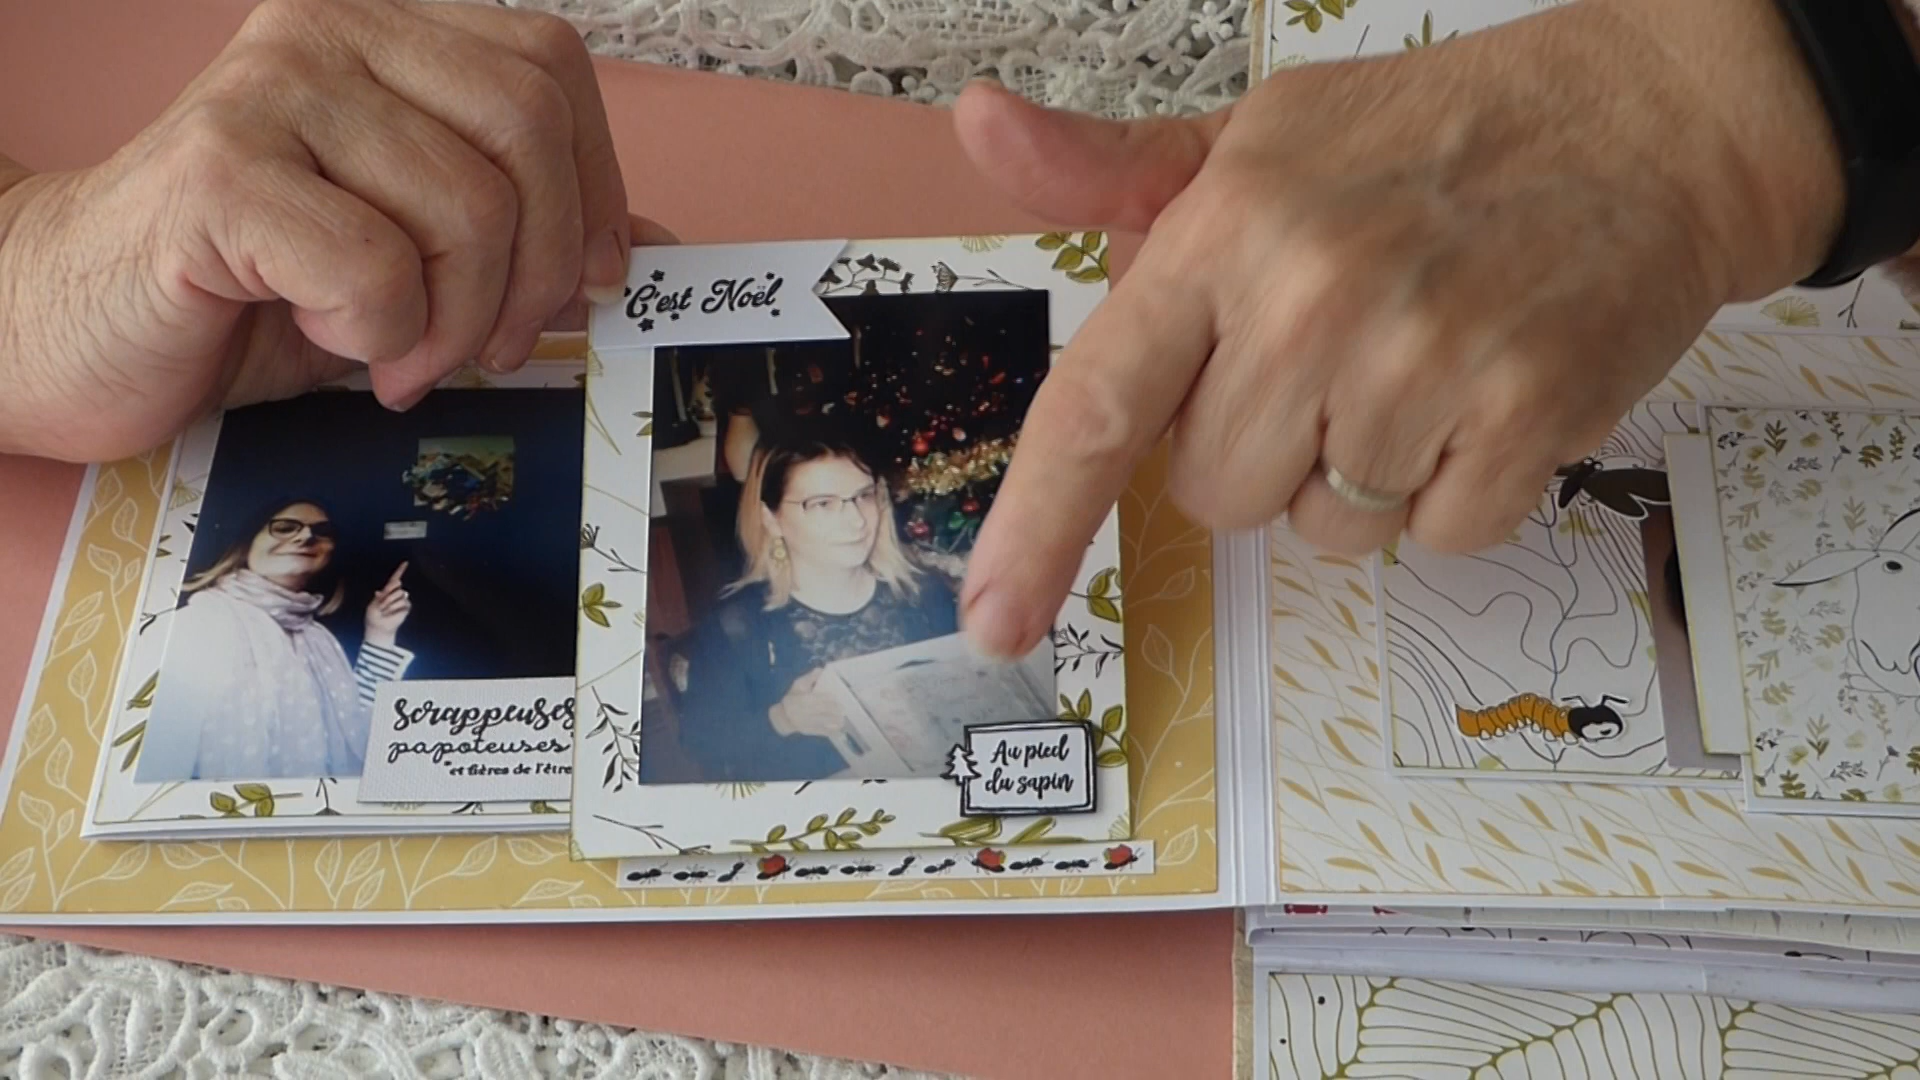 C'est Noël
Scrappeuses
papoteuses
*et fières de l'être
Au pied
du sapin